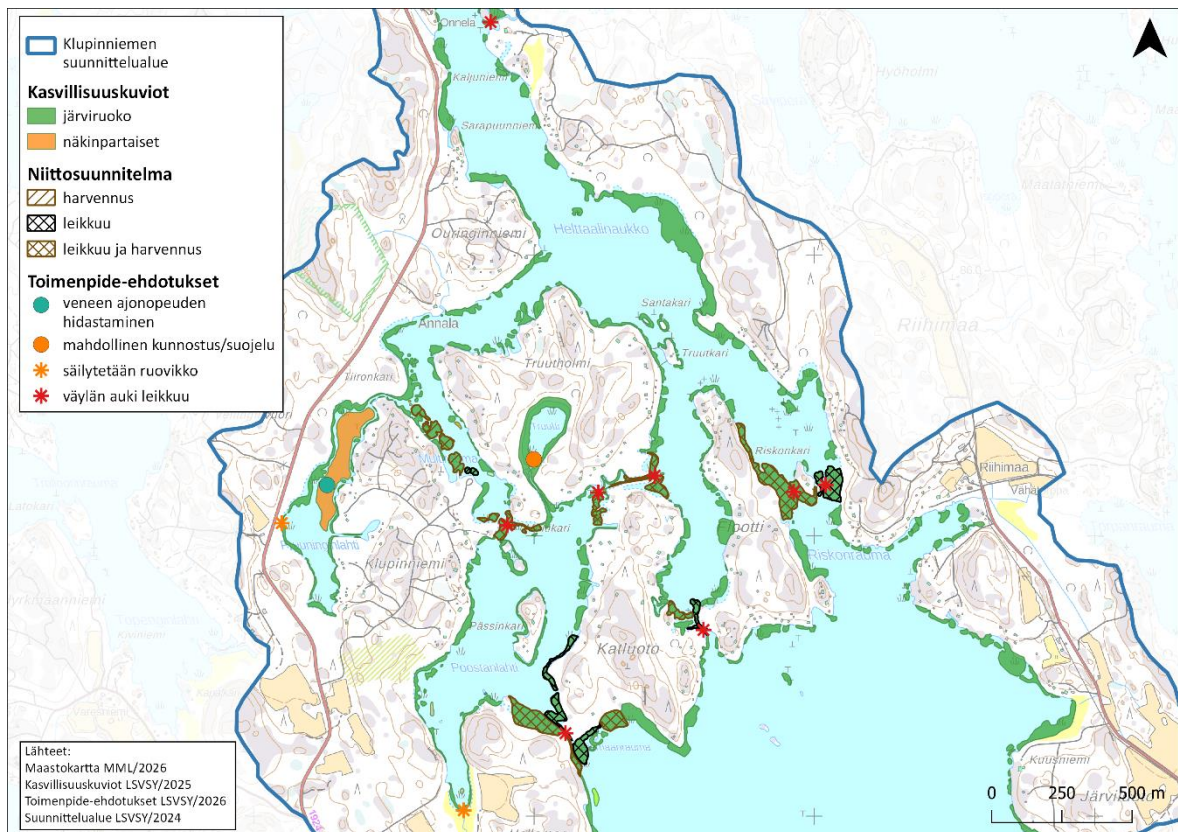 Klupinniemen
suunnittelualue
Kasvillisuuskuviot
järviruoko
näkinpartaiset
Niittosuunnitelma
harvennus
leikkuu
leikkuu ja harvennus
Toimenpide-ehdotukset
veneen ajonopeuden
hidastaminen
mahdollinen kunnostus/suojelu
säilytetään ruovikko
väylän auki leikkuu
Onnela
Kaljuniemi
Sarapuunniemi
Hyöholmi
Ouringinniemi
Helttaalinaukko
Santakari
Riihimaa
Annala
Truutholmi
Truutkari
Tiironkari
Riskonkari
Riihimaa
Klupinniemi
Riskonrauma
Pässinkari
Katluoto
Poostanlahti
Kuusniemi
1924
Lähteet:
Maastokartta MML/2026
Kasvillisuuskuviot LSVSY/2025
Toimenpide-ehdotukset LSVSY/2026
Suunnittelualue LSVSY/2024
0 250 500 m